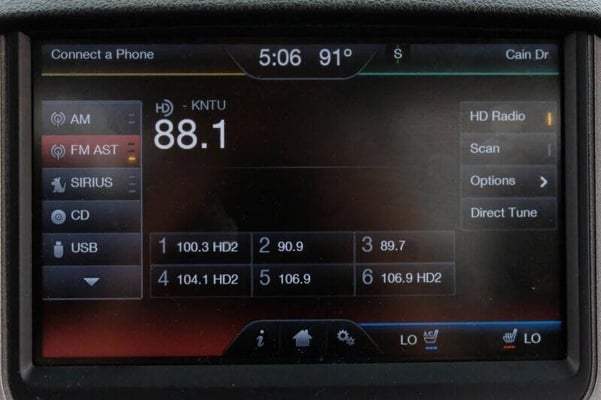 Connect a Phone 5:06 91° S Cain Dr
AM
FM AST
SIRIUS
CD
USB
HD - KNTU
88.1
HD Radio
Scan
Options
Direct Tune
1 100.3 HD2 2 90.9 3 89.7
4 104.1 HD2 5 106.9 6 106.9 HD2
i LO A/C LO